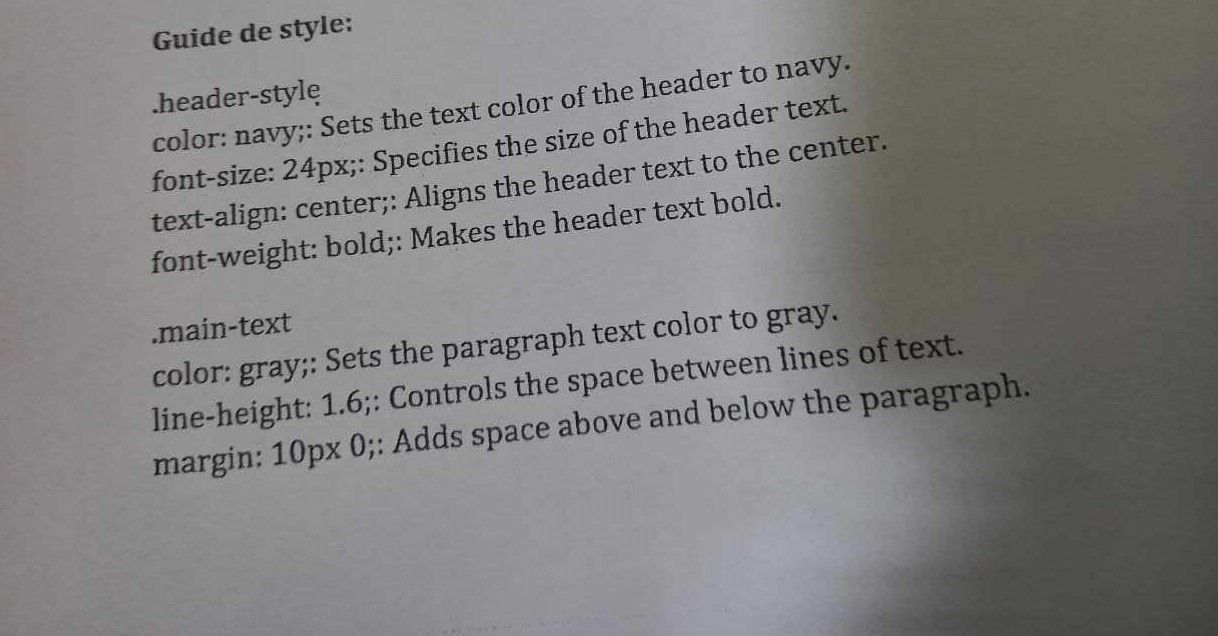 Guide de style:
.header-style
color: navy;: Sets the text color of the header to navy.
font-size: 24px;: Specifies the size of the header text.
text-align: center;: Aligns the header text to the center.
font-weight: bold;: Makes the header text bold.
.main-text
color: gray;: Sets the paragraph text color to gray.
line-height: 1.6;: Controls the space between lines of text.
margin: 10px 0;: Adds space above and below the paragraph.